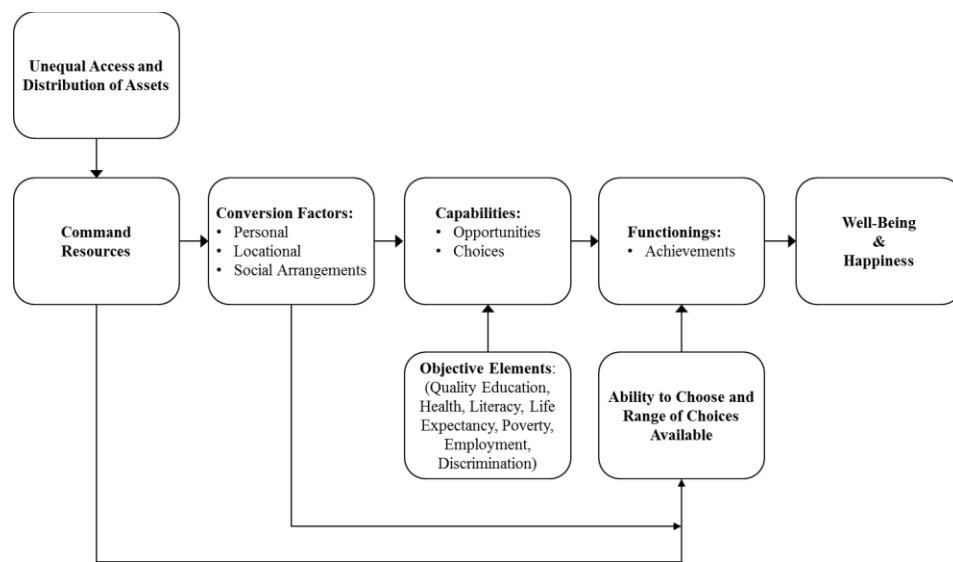 Unequal Access and
Distribution of Assets
Command
Resources
Conversion Factors:
• Personal
• Locational
• Social Arrangements
Capabilities:
• Opportunities
• Choices
Functionings:
• Achievements
Well-Being
&
Happiness
Objective Elements:
(Quality Education,
Health, Literacy, Life
Expectancy, Poverty,
Employment,
Discrimination)
Ability to Choose and
Range of Choices
Available